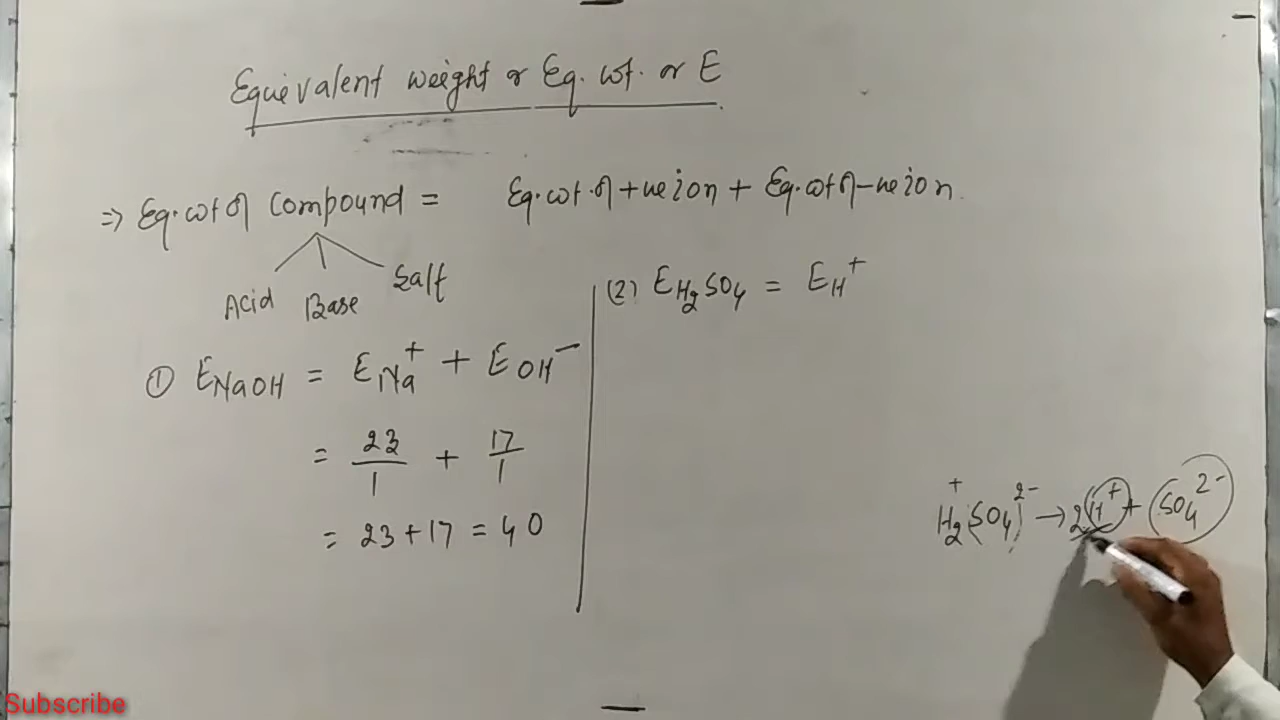 Equivalent weight or Eq. wt. or E
⇒ Eq. wt of Compound = Eq. wt. of +ve ion + Eq. wt of -ve ion.
Acid Base Salt
① E NaOH = E Na⁺ + E OH⁻
= 23/1 + 17/1
= 23 + 17 = 40
(2) E H₂SO₄ = E H⁺
H₂⁺(SO₄)²⁻ → 2H⁺ + SO₄²⁻
Subscribe